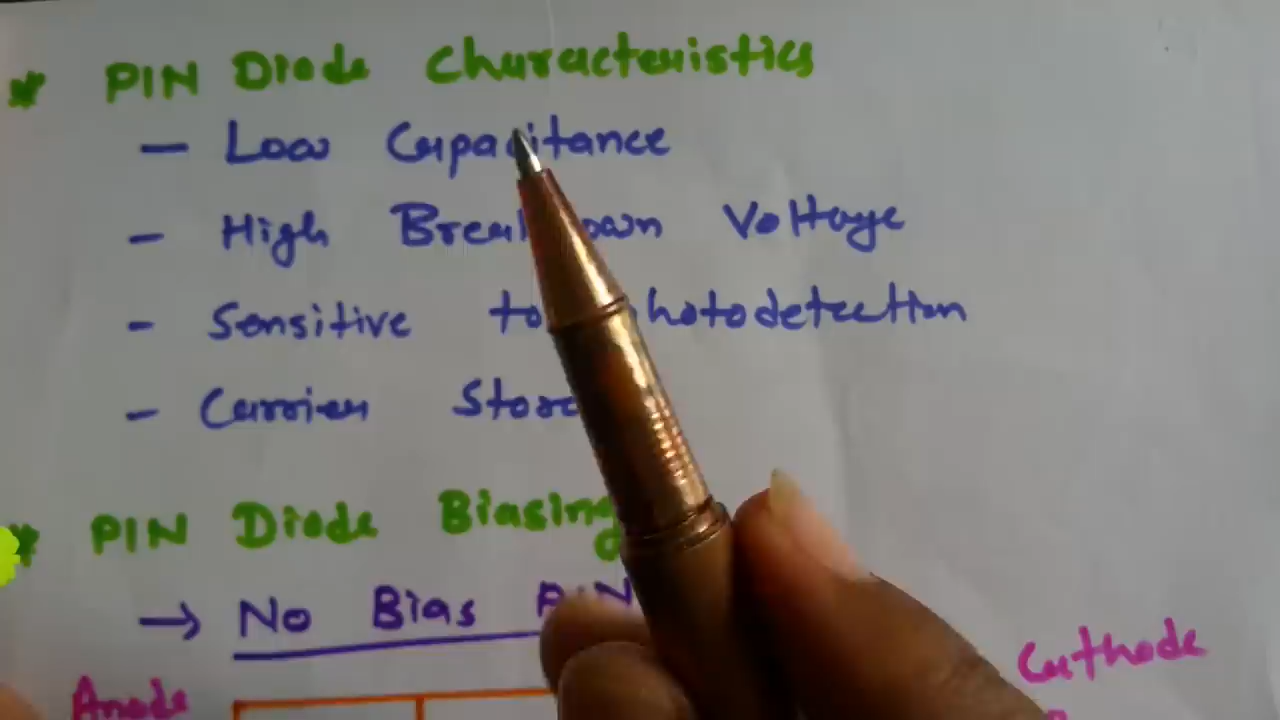 * PIN Diode Characteristics
- Low Capacitance
- High Breakdown Voltage
- Sensitive to Photodetection
- Carrier
* PIN Diode Biasing
→ No Bias PIN
Anode
Cathode